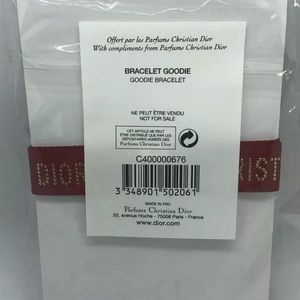 Offert par les Parfums Christian Dior
With compliments from Parfums Christian Dior
BRACELET GOODIE
GOODIE BRACELET
NE PEUT ÊTRE VENDU
NOT FOR SALE
CET ARTICLE NE PEUT
ÊTRE DISTRIBUÉ QUE PAR DES
DÉPOSITAIRES AGRÉÉS DES
Parfums Christian Dior
C400000676
3 348901 502061
MADE IN PRC
Parfums Christian Dior
33, avenue Hoche - 75008 Paris - France
www.dior.com
DIOR
IST